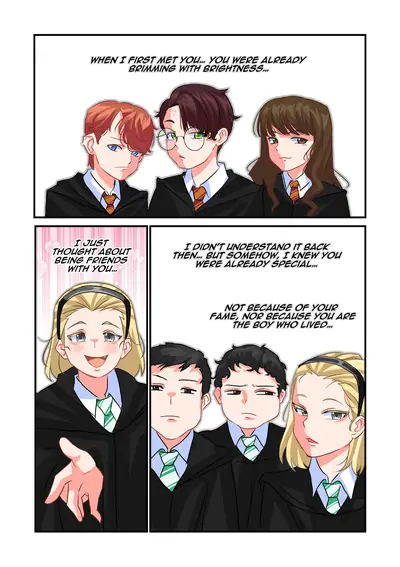 WHEN I FIRST MET YOU... YOU WERE ALREADY
BRIMMING WITH BRIGHTNESS...
I JUST
THOUGHT ABOUT
BEING FRIENDS
WITH YOU...
I DIDN'T UNDERSTAND IT BACK
THEN... BUT SOMEHOW, I KNEW YOU
WERE ALREADY SPECIAL...
NOT BECAUSE OF YOUR
FAME, NOR BECAUSE YOU ARE
THE BOY WHO LIVED...